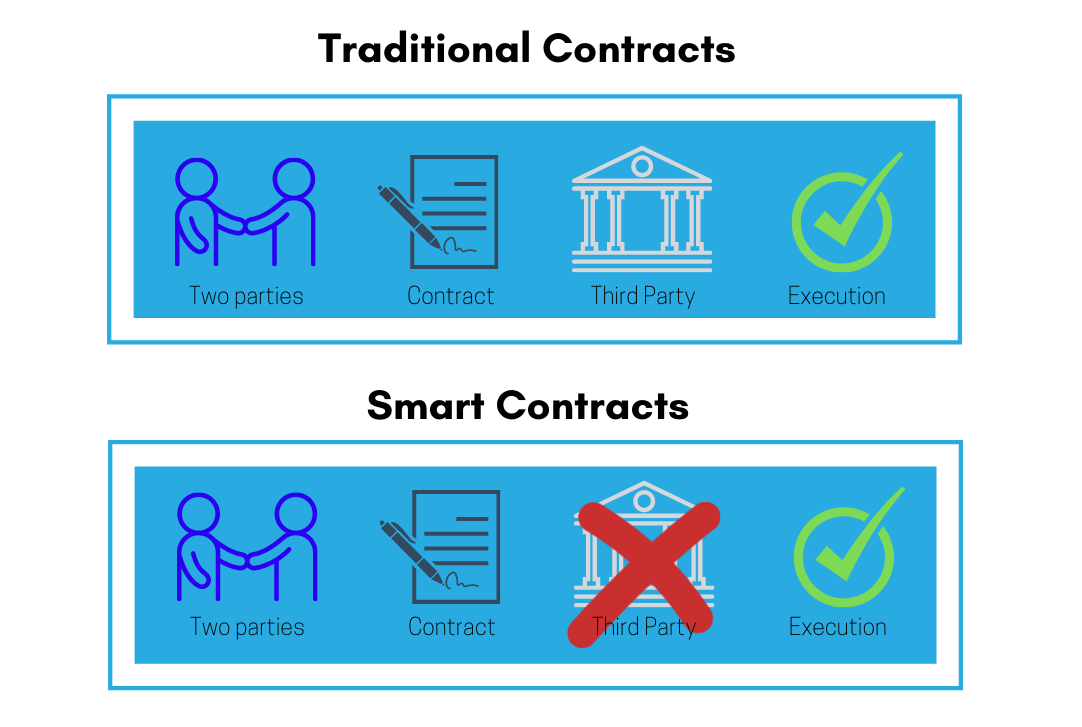 Traditional Contracts
Two parties
Contract
Third Party
Execution
Smart Contracts
Two parties
Contract
Third Party
Execution